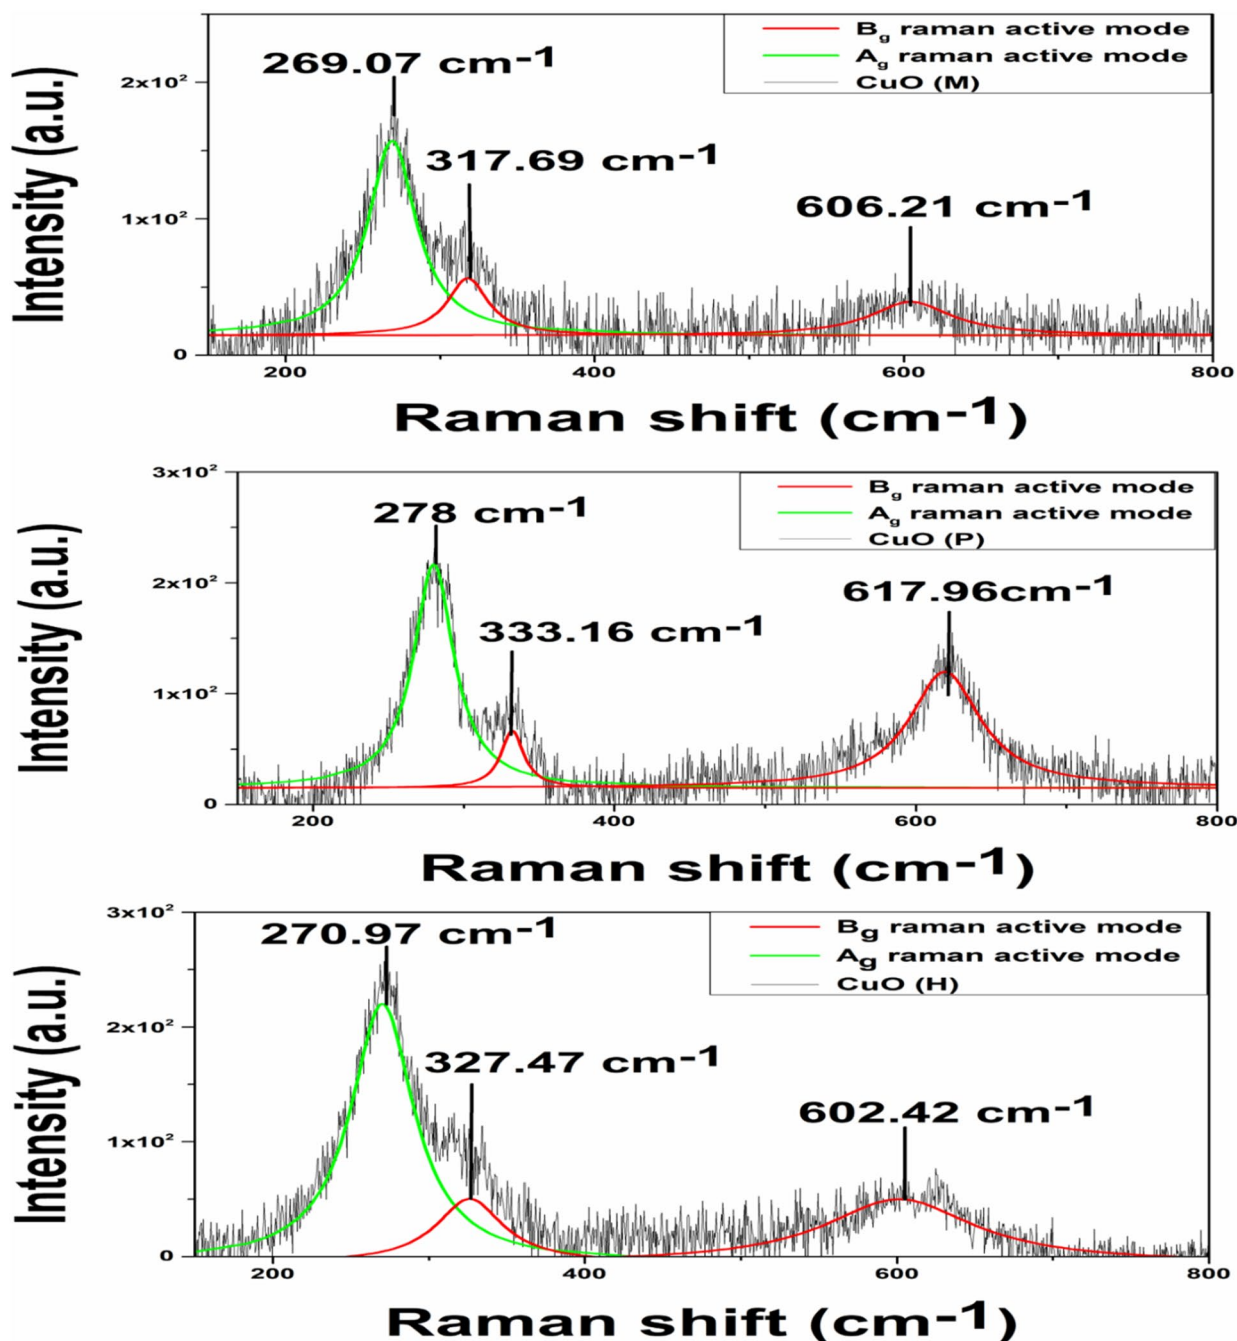 B_g raman active mode
A_g raman active mode
CuO (M)
269.07 cm-1
317.69 cm-1
606.21 cm-1
Intensity (a.u.)
2x10²
1x10²
0
200 400 600 800
Raman shift (cm-1)
3x10²
B_g raman active mode
A_g raman active mode
CuO (P)
278 cm-1
333.16 cm-1
617.96cm-1
Intensity (a.u.)
2x10²
1x10²
0
200 400 600 800
Raman shift (cm-1)
3x10²
Bg raman active mode
Ag raman active mode
CuO (H)
270.97 cm-1
327.47 cm-1
602.42 cm-1
Intensity (a.u.)
2x10²
1x10²
0
200 400 600 800
Raman shift (cm-1)